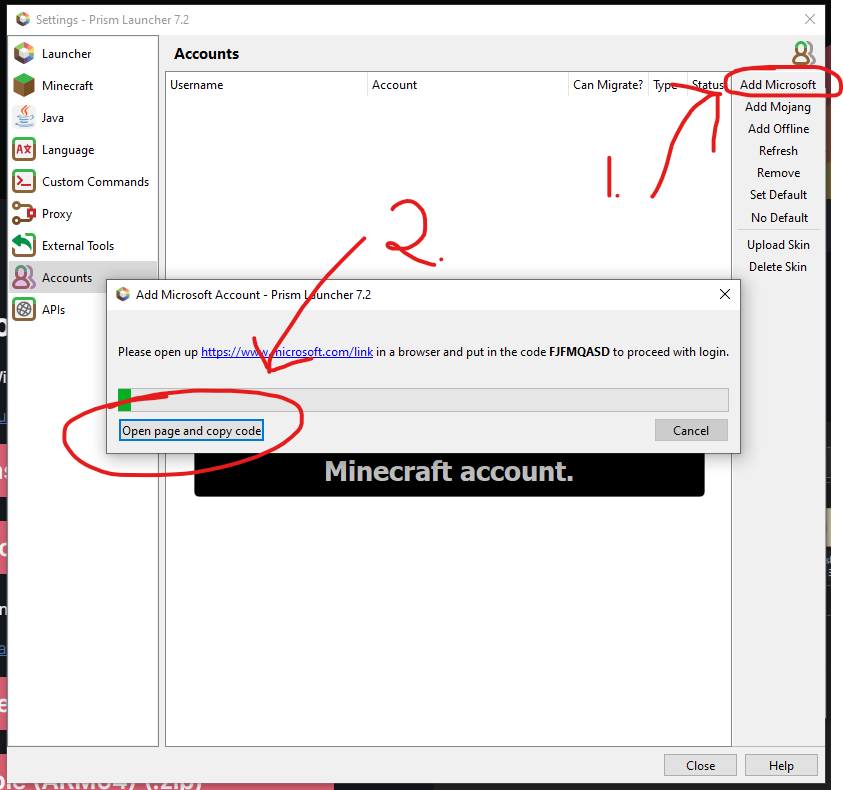 Settings - Prism Launcher 7.2
Launcher
Minecraft
Java
Language
Custom Commands
Proxy
External Tools
Accounts
APIs
Accounts
Username Account Can Migrate? Type Status
Add Microsoft
Add Mojang
Add Offline
Refresh
Remove
Set Default
No Default
Upload Skin
Delete Skin
1.
2.
Add Microsoft Account - Prism Launcher 7.2
Please open up https://www.microsoft.com/link in a browser and put in the code FJFMQASD to proceed with login.
Open page and copy code
Cancel
Minecraft account.
Close
Help
(ARM64) (.zip)